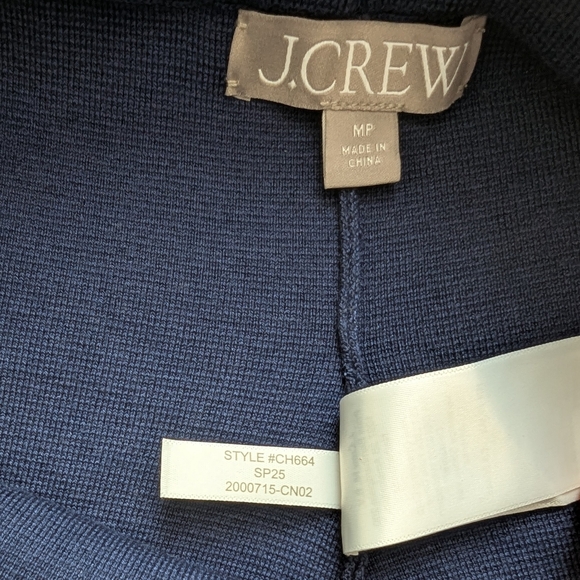 J.CREW
MP
MADE IN
CHINA
STYLE #CH664
SP25
2000715-CN02